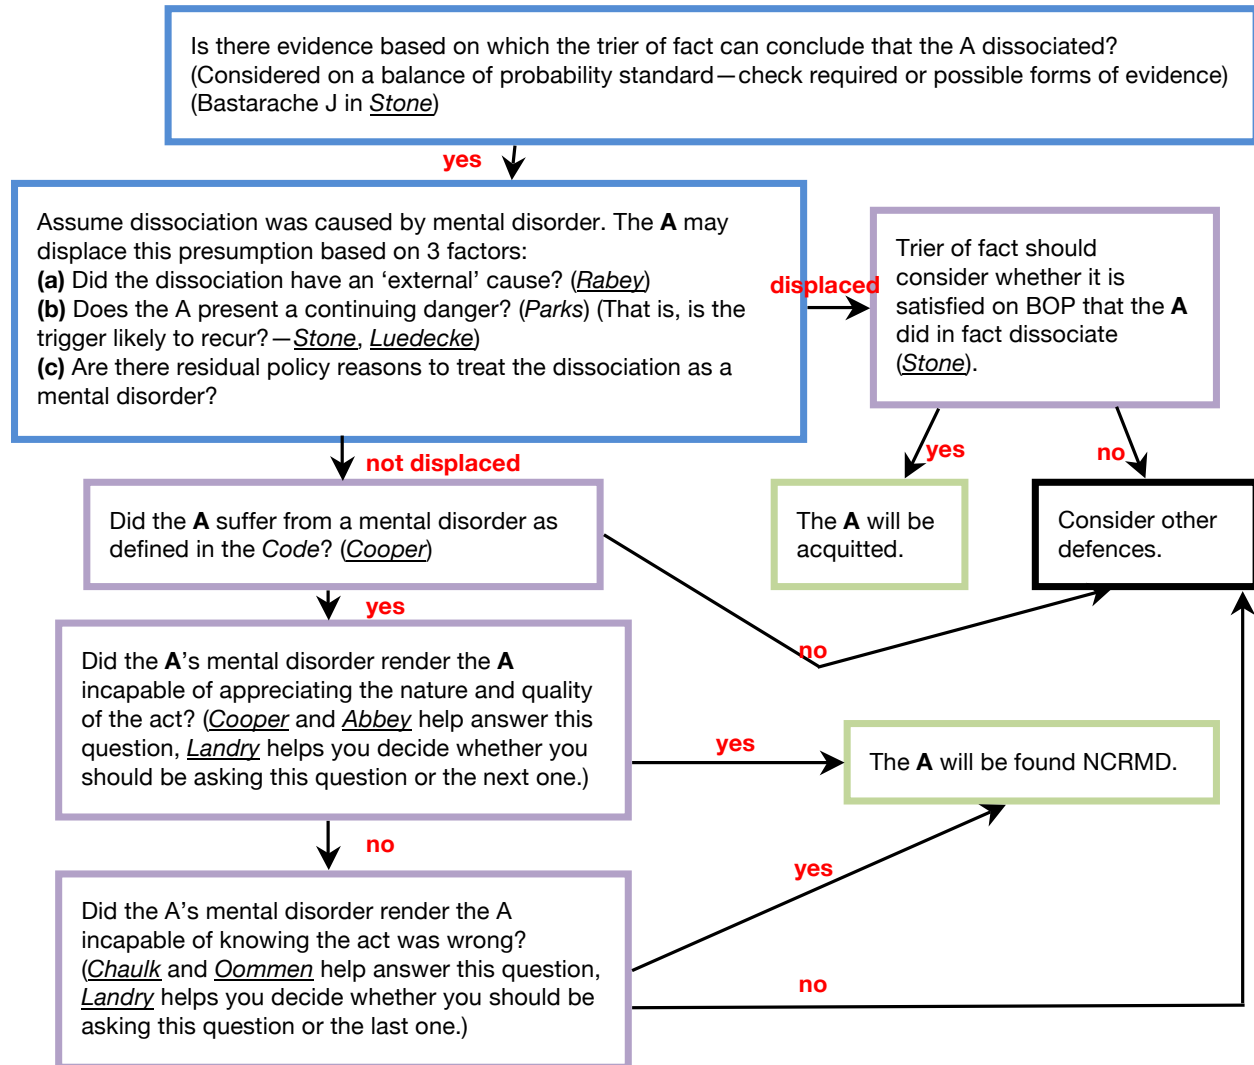 Is there evidence based on which the trier of fact can conclude that the A dissociated?
(Considered on a balance of probability standard—check required or possible forms of evidence)
(Bastarache J in Stone)
yes
Assume dissociation was caused by mental disorder. The A may
displace this presumption based on 3 factors:
(a) Did the dissociation have an ‘external’ cause? (Rabey)
(b) Does the A present a continuing danger? (Parks) (That is, is the
trigger likely to recur?—Stone, Luedecke)
(c) Are there residual policy reasons to treat the dissociation as a
mental disorder?
displaced
Trier of fact should
consider whether it is
satisfied on BOP that the A
did in fact dissociate
(Stone).
not displaced
yes
no
Did the A suffer from a mental disorder as
defined in the Code? (Cooper)
The A will be
acquitted.
Consider other
defences.
yes
no
Did the A’s mental disorder render the A
incapable of appreciating the nature and quality
of the act? (Cooper and Abbey help answer this
question, Landry helps you decide whether you
should be asking this question or the next one.)
yes
The A will be found NCRMD.
no
Did the A’s mental disorder render the A
incapable of knowing the act was wrong?
(Chaulk and Oommen help answer this question,
Landry helps you decide whether you should be
asking this question or the last one.)
yes
no